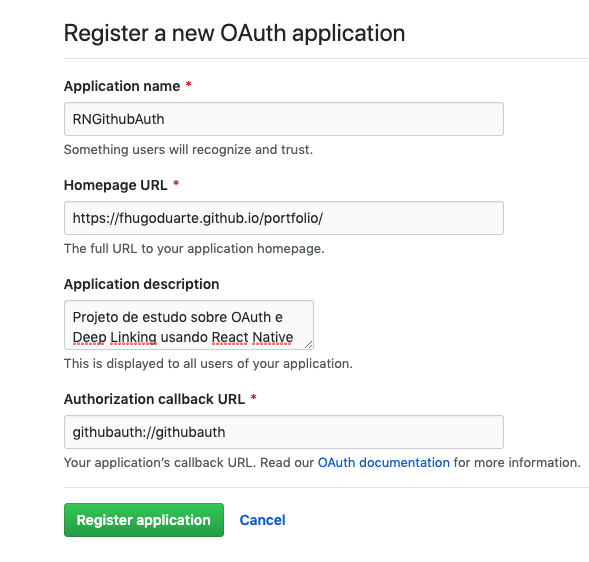 Register a new OAuth application
Application name *
RNGithubAuth
Something users will recognize and trust.
Homepage URL *
https://fhugoduarte.github.io/portfolio/
The full URL to your application homepage.
Application description
Projeto de estudo sobre OAuth e
Deep Linking usando React Native
This is displayed to all users of your application.
Authorization callback URL *
githubauth://githubauth
Your application’s callback URL. Read our OAuth documentation for more information.
Register application Cancel